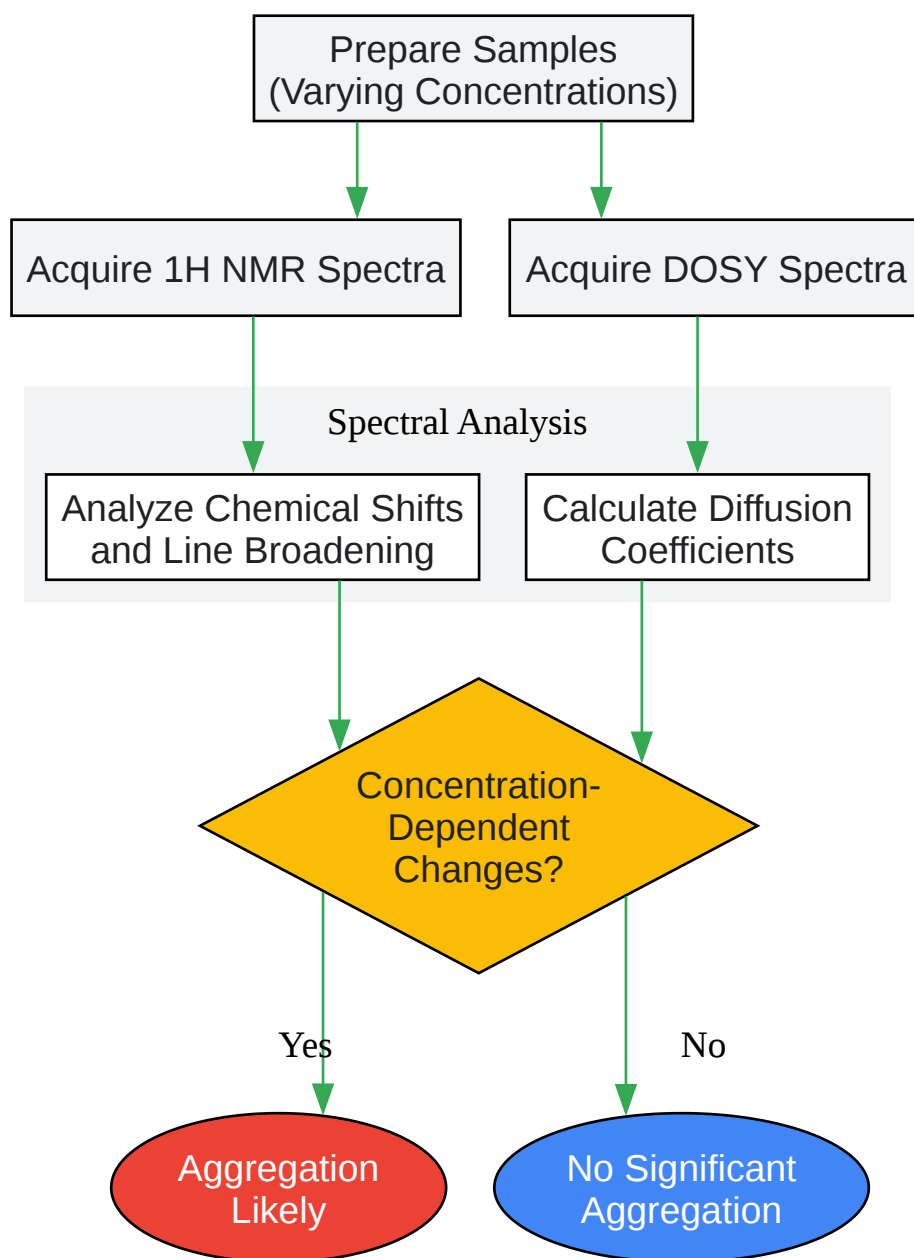 Prepare Samples
(Varying Concentrations)
Acquire 1H NMR Spectra
Acquire DOSY Spectra
Spectral Analysis
Analyze Chemical Shifts
and Line Broadening
Calculate Diffusion
Coefficients
Concentration-
Dependent
Changes?
Yes
No
Aggregation
Likely
No Significant
Aggregation